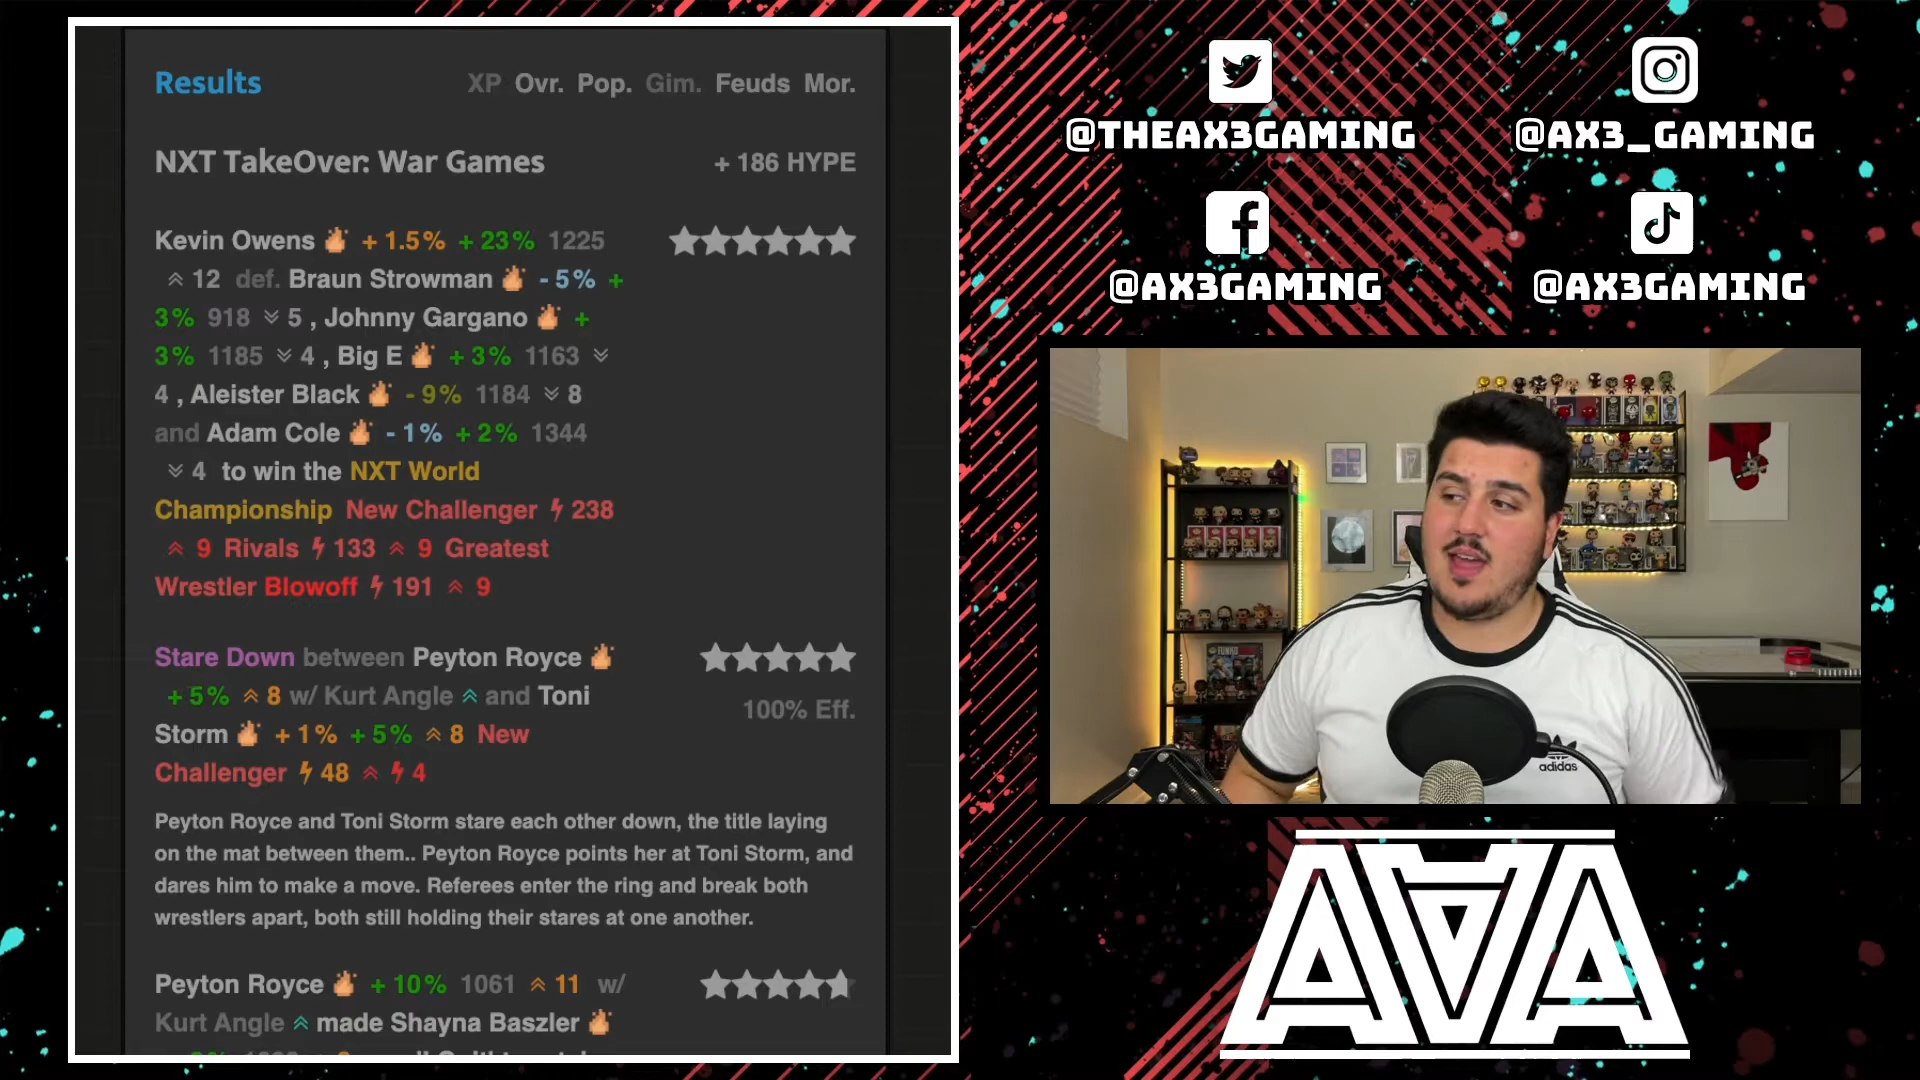 Results XP Ovr. Pop. Gim. Feuds Mor.
NXT TakeOver: War Games + 186 HYPE
Kevin Owens + 1.5% + 23% 1225
12 def. Braun Strowman - 5% +
3% 918 5 , Johnny Gargano +
3% 1185 4 , Big E + 3% 1163
4 , Aleister Black - 9% 1184 8
and Adam Cole - 1% + 2% 1344
4 to win the NXT World
Championship New Challenger 238
9 Rivals 133 9 Greatest
Wrestler Blowoff 191 9
Stare Down between Peyton Royce
+ 5% 8 w/ Kurt Angle and Toni
100% Eff.
Storm + 1% + 5% 8 New
Challenger 48 4
Peyton Royce and Toni Storm stare each other down, the title laying
on the mat between them.. Peyton Royce points her at Toni Storm, and
dares him to make a move. Referees enter the ring and break both
wrestlers apart, both still holding their stares at one another.
Peyton Royce + 10% 1061 11 w/
Kurt Angle made Shayna Baszler
@THEAX3GAMING
@AX3_GAMING
@AX3GAMING
@AX3GAMING
adidas